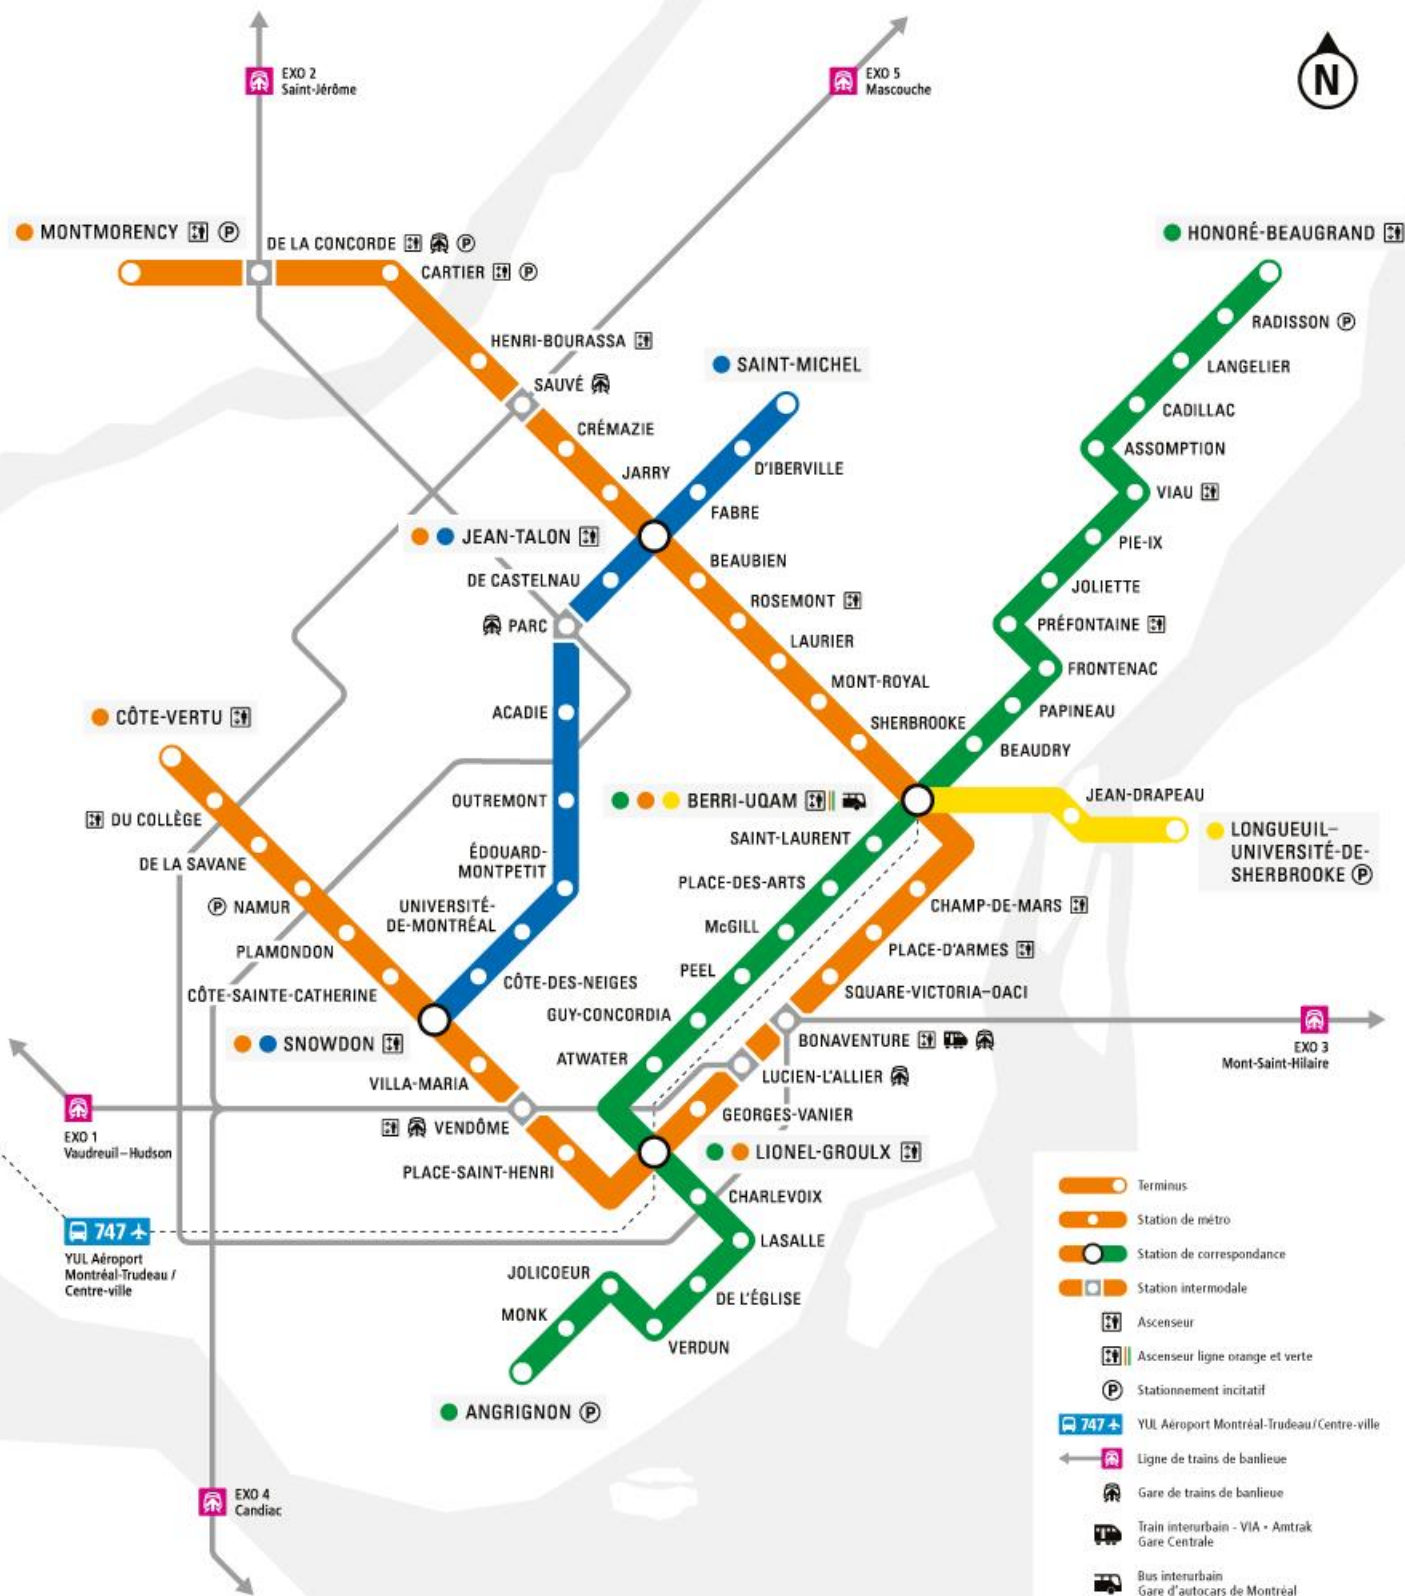 EXO 2
Saint-Jérôme
EXO 5
Mascouche
N
MONTMORENCY P
DE LA CONCORDE P
CARTIER P
HONORÉ-BEAUGRAND
RADISSON P
HENRI-BOURASSA
LANGELIER
SAINT-MICHEL
SAUVÉ
CADILLAC
CRÉMAZIE
ASSOMPTION
D'IBERVILLE
JARRY
VIAU
FABRE
JEAN-TALON
PIE-IX
BEAUBIEN
DE CASTELNAU
JOLIETTE
ROSEMONT
PARC
PRÉFONTAINE
LAURIER
FRONTENAC
MONT-ROYAL
CÔTE-VERTU
ACADIE
PAPINEAU
SHERBROOKE
BEAUDRY
OUTREMONT
BERRI-UQAM
JEAN-DRAPEAU
DU COLLÈGE
SAINT-LAURENT
LONGUEUIL–
UNIVERSITÉ-DE-
SHERBROOKE P
DE LA SAVANE
ÉDOUARD-
MONTPETIT
PLACE-DES-ARTS
P NAMUR
UNIVERSITÉ-
DE-MONTRÉAL
CHAMP-DE-MARS
McGILL
PLAMONDON
PLACE-D'ARMES
PEEL
CÔTE-SAINTE-CATHERINE
CÔTE-DES-NEIGES
SQUARE-VICTORIA–OACI
GUY-CONCORDIA
SNOWDON
BONAVENTURE
EXO 3
Mont-Saint-Hilaire
ATWATER
VILLA-MARIA
LUCIEN-L'ALLIER
GEORGES-VANIER
EXO 1
Vaudreuil–Hudson
VENDÔME
LIONEL-GROULX
PLACE-SAINT-HENRI
CHARLEVOIX
747
YUL Aéroport
Montréal-Trudeau /
Centre-ville
LASALLE
JOLICOEUR
DE L'ÉGLISE
MONK
VERDUN
ANGRIGNON P
EXO 4
Candiac
Terminus
Station de métro
Station de correspondance
Station intermodale
Ascenseur
Ascenseur ligne orange et verte
P Stationnement incitatif
747 YUL Aéroport Montréal-Trudeau/Centre-ville
Ligne de trains de banlieue
Gare de trains de banlieue
Train interurbain - VIA • Amtrak
Gare Centrale
Bus interurbain
Gare d'autocars de Montréal